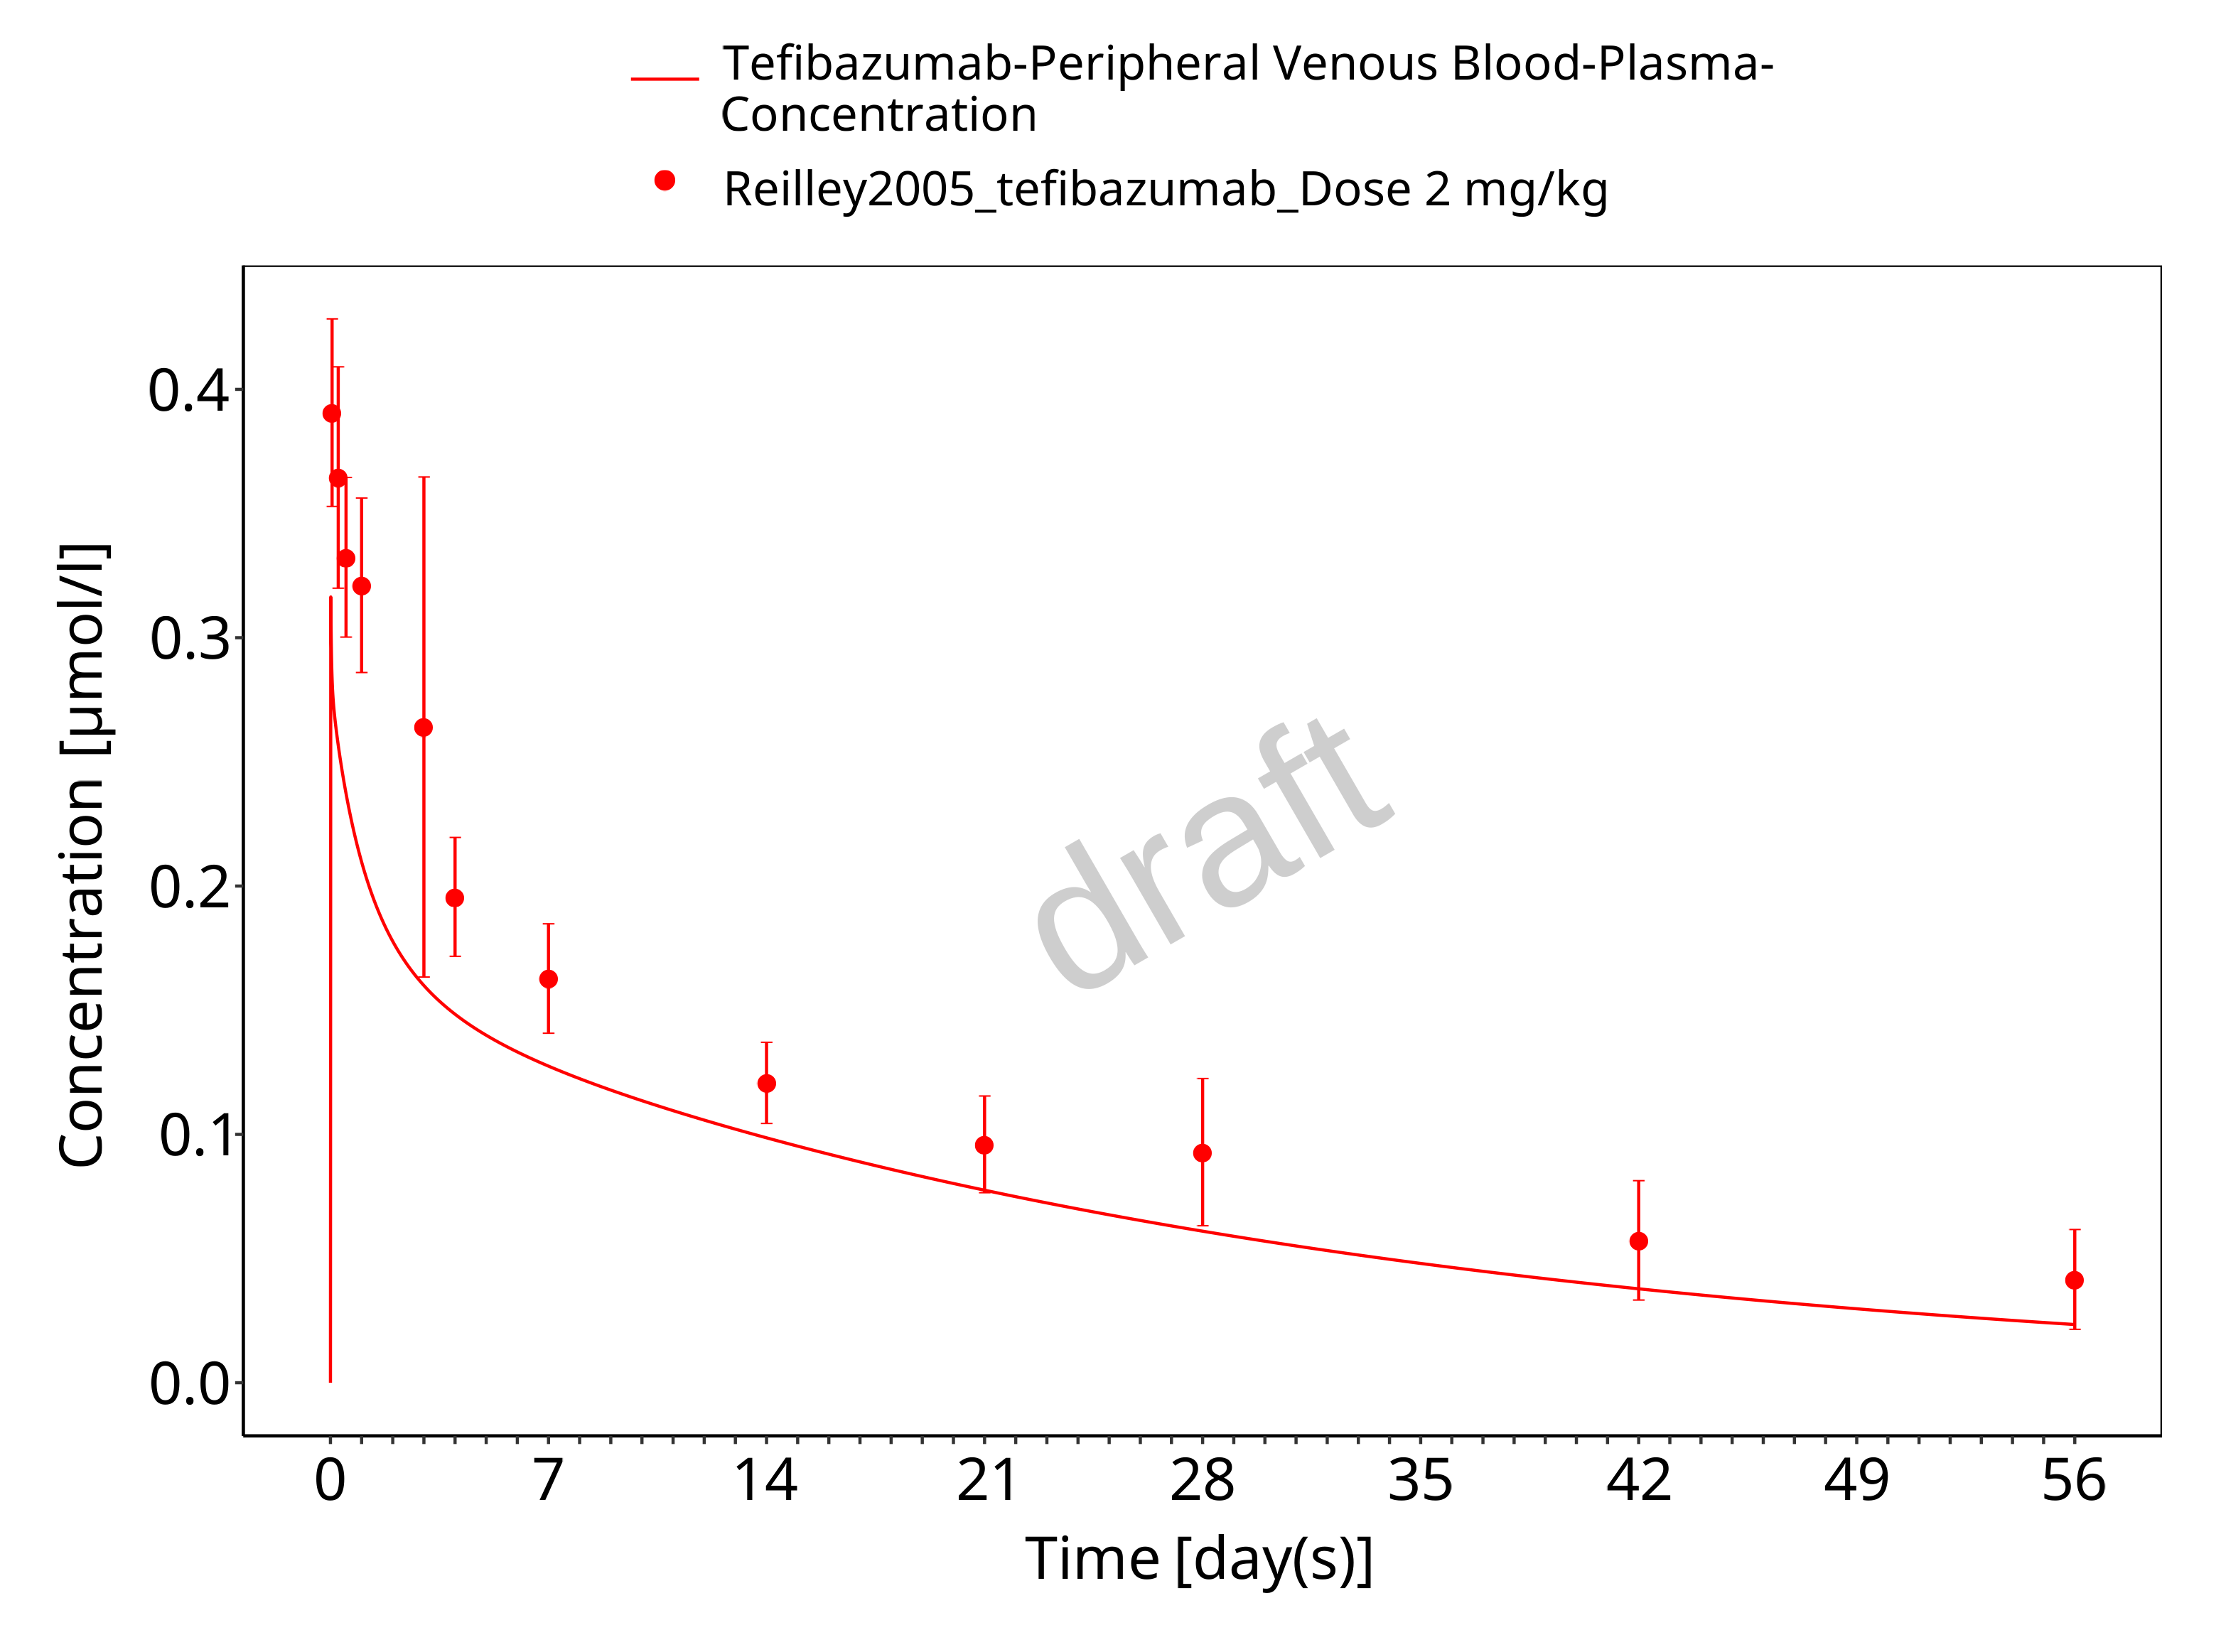 Tefibazumab-Peripheral Venous Blood-Plasma-
Concentration
Reilley2005_tefibazumab_Dose 2 mg/kg
Concentration [µmol/l]
0.4
0.3
0.2
0.1
0.0
draft
0 7 14 21 28 35 42 49 56
Time [day(s)]